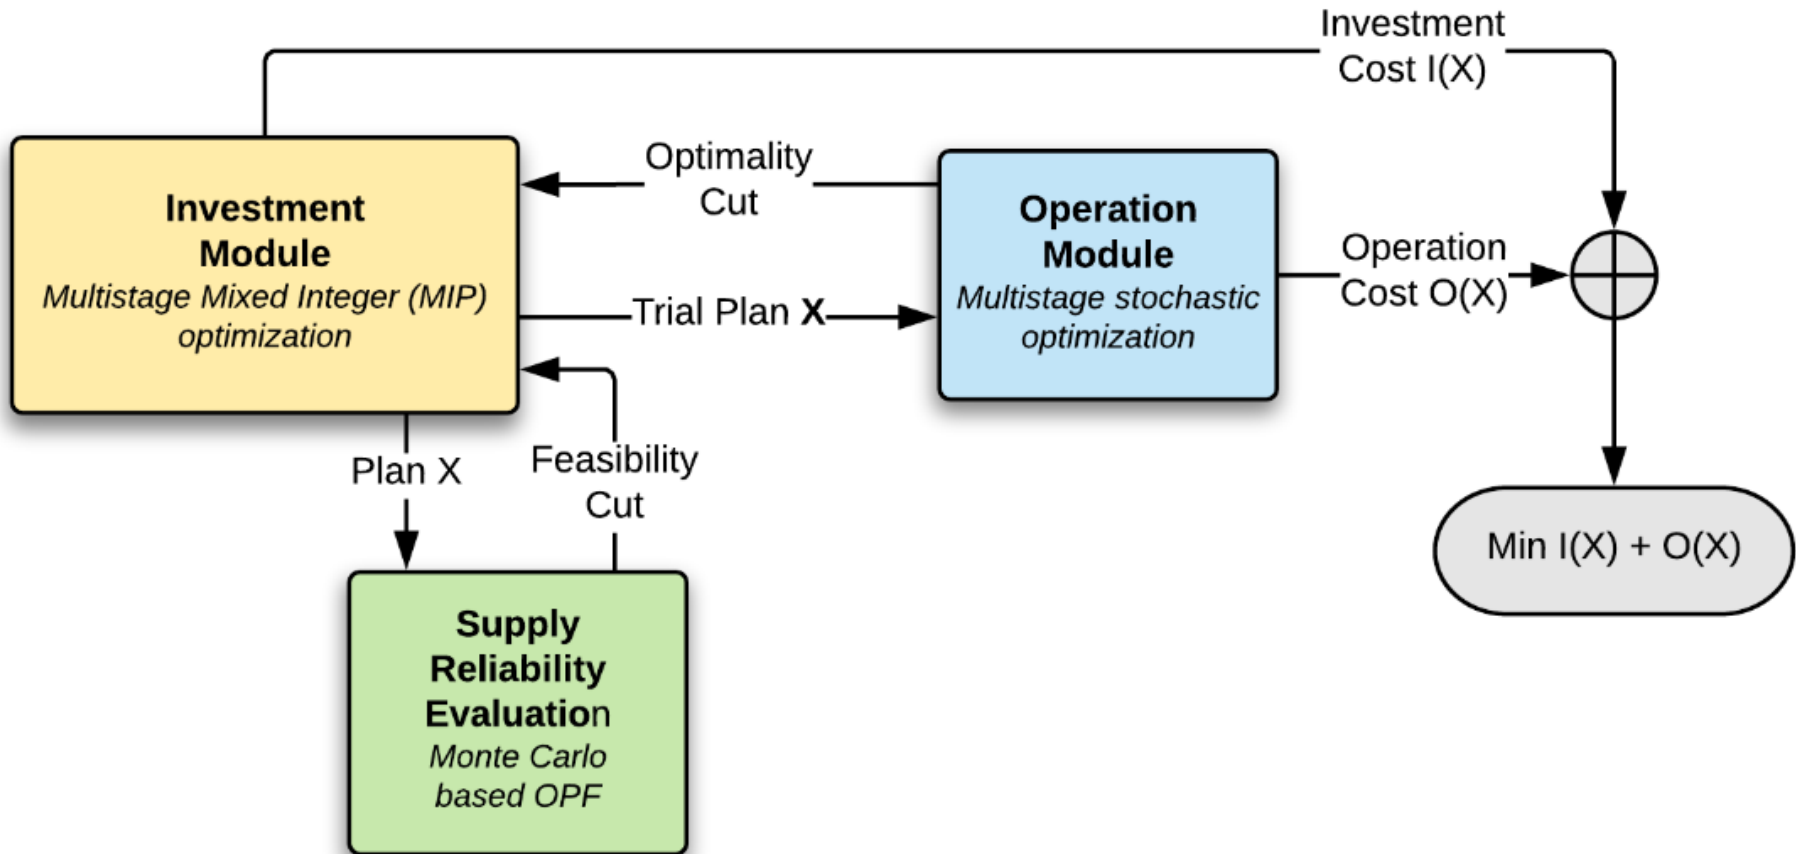 Investment
Cost I(X)
Optimality
Cut
Investment
Module
Multistage Mixed Integer (MIP)
optimization
Operation
Module
Multistage stochastic
optimization
Operation
Cost O(X)
Trial Plan X
Plan X
Feasibility
Cut
Min I(X) + O(X)
Supply
Reliability
Evaluation
Monte Carlo
based OPF